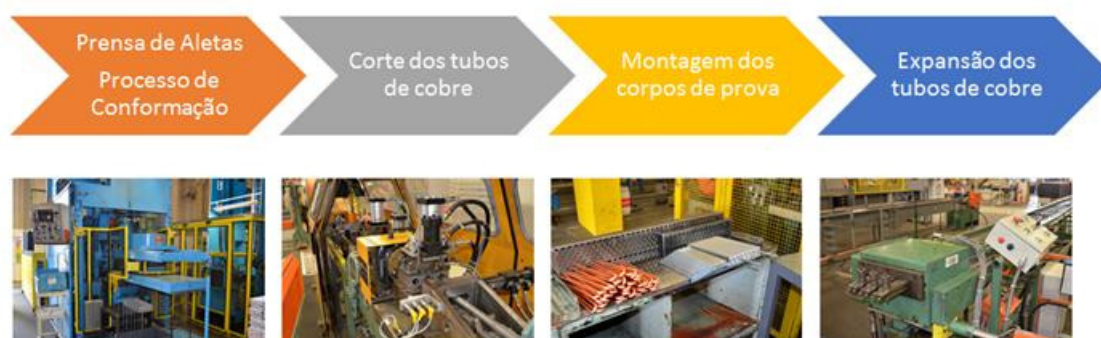 Prensa de Aletas
Processo de
Conformação
Corte dos tubos
de cobre
Montagem dos
corpos de prova
Expansão dos
tubos de cobre